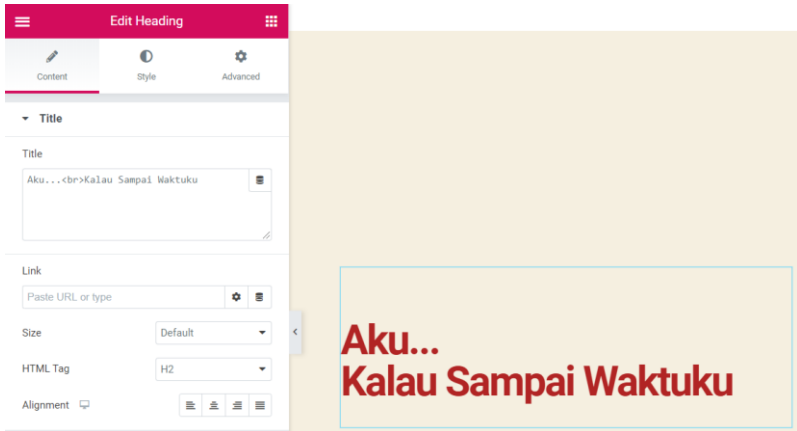 Edit Heading
Content
Style
Advanced
Title
Title
Aku...<br>Kalau Sampai Waktuku
Link
Paste URL or type
Size
Default
HTML Tag
H2
Alignment
Aku...
Kalau Sampai Waktuku